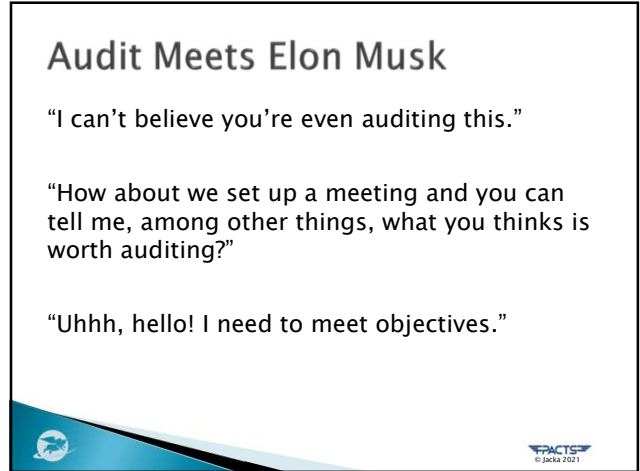 Audit Meets Elon Musk
“I can’t believe you’re even auditing this.”
“How about we set up a meeting and you can
tell me, among other things, what you thinks is
worth auditing?”
“Uhhh, hello! I need to meet objectives.”
FPACTS
© Jacka 2021